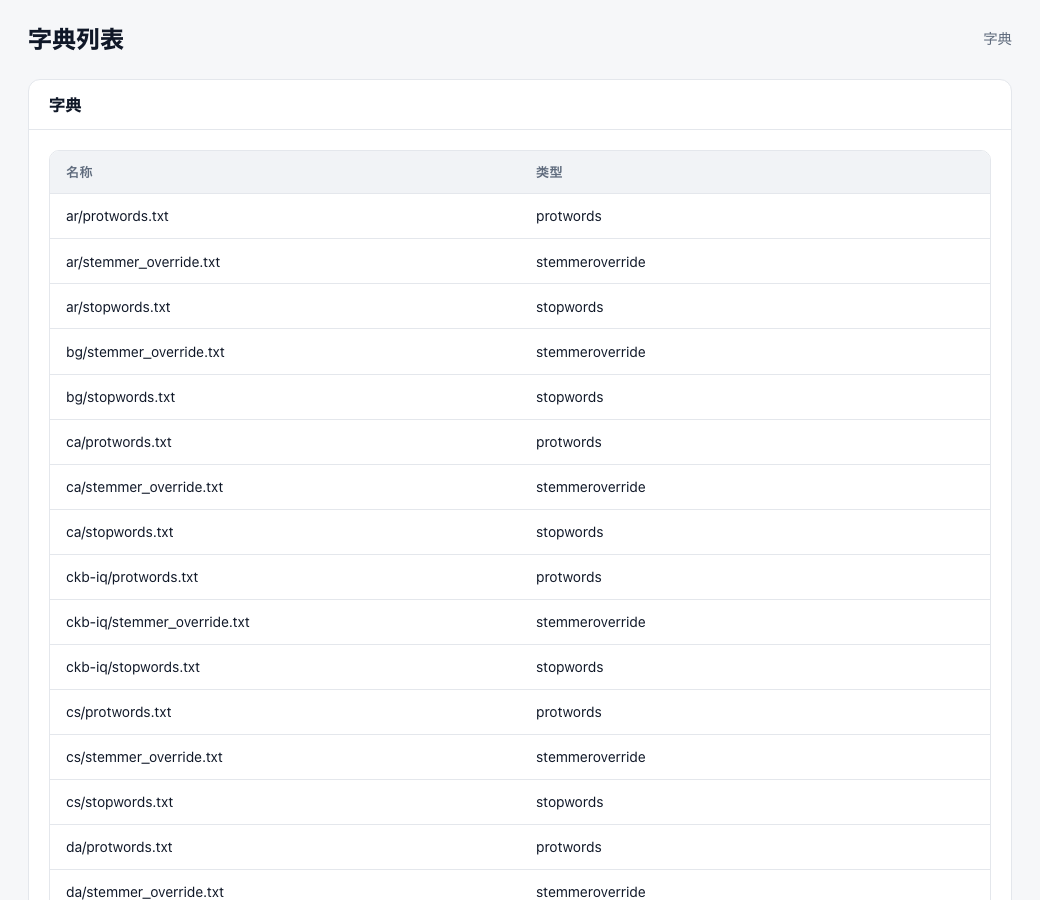 字典列表
字典
字典
名称 类型
ar/protwords.txt protwords
ar/stemmer_override.txt stemmeroverride
ar/stopwords.txt stopwords
bg/stemmer_override.txt stemmeroverride
bg/stopwords.txt stopwords
ca/protwords.txt protwords
ca/stemmer_override.txt stemmeroverride
ca/stopwords.txt stopwords
ckb-iq/protwords.txt protwords
ckb-iq/stemmer_override.txt stemmeroverride
ckb-iq/stopwords.txt stopwords
cs/protwords.txt protwords
cs/stemmer_override.txt stemmeroverride
cs/stopwords.txt stopwords
da/protwords.txt protwords
da/stemmer_override.txt stemmeroverride